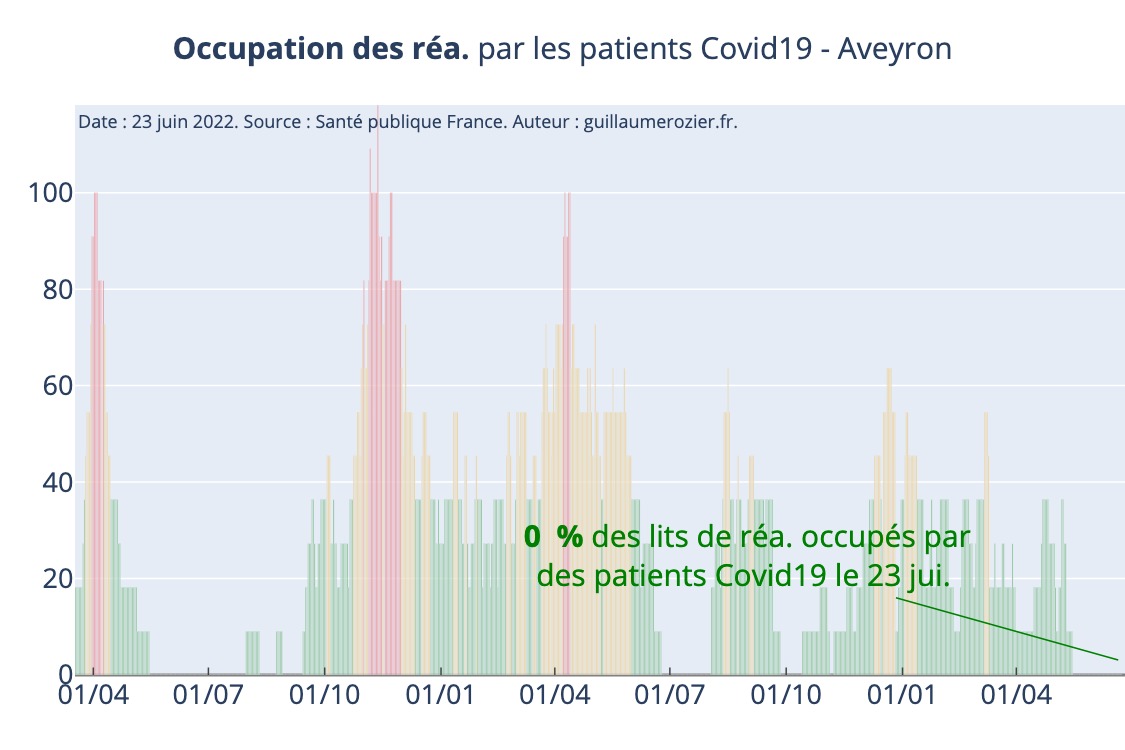 Occupation des réa. par les patients Covid19 - Aveyron
Date : 23 juin 2022. Source : Santé publique France. Auteur : guillaumerozier.fr.
100
80
60
40
20
0
0 % des lits de réa. occupés par
des patients Covid19 le 23 jui.
01/04 01/07 01/10 01/01 01/04 01/07 01/10 01/01 01/04